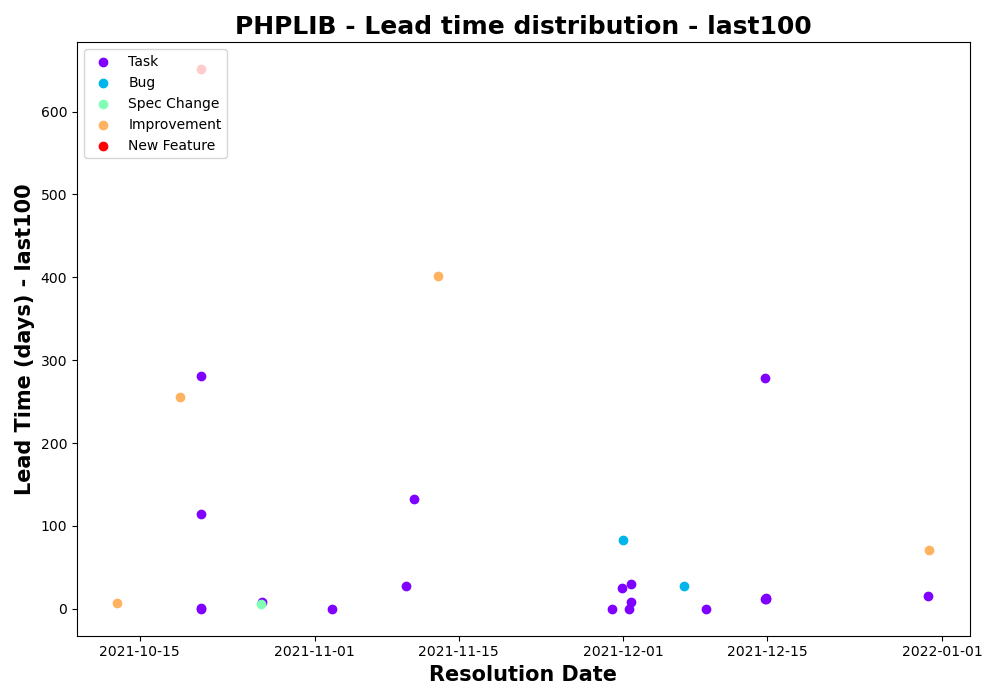 PHPLIB - Lead time distribution - last100
Task
Bug
Spec Change
Improvement
New Feature
Lead Time (days) - last100
600
500
400
300
200
100
0
2021-10-15
2021-11-01
2021-11-15
2021-12-01
2021-12-15
2022-01-01
Resolution Date